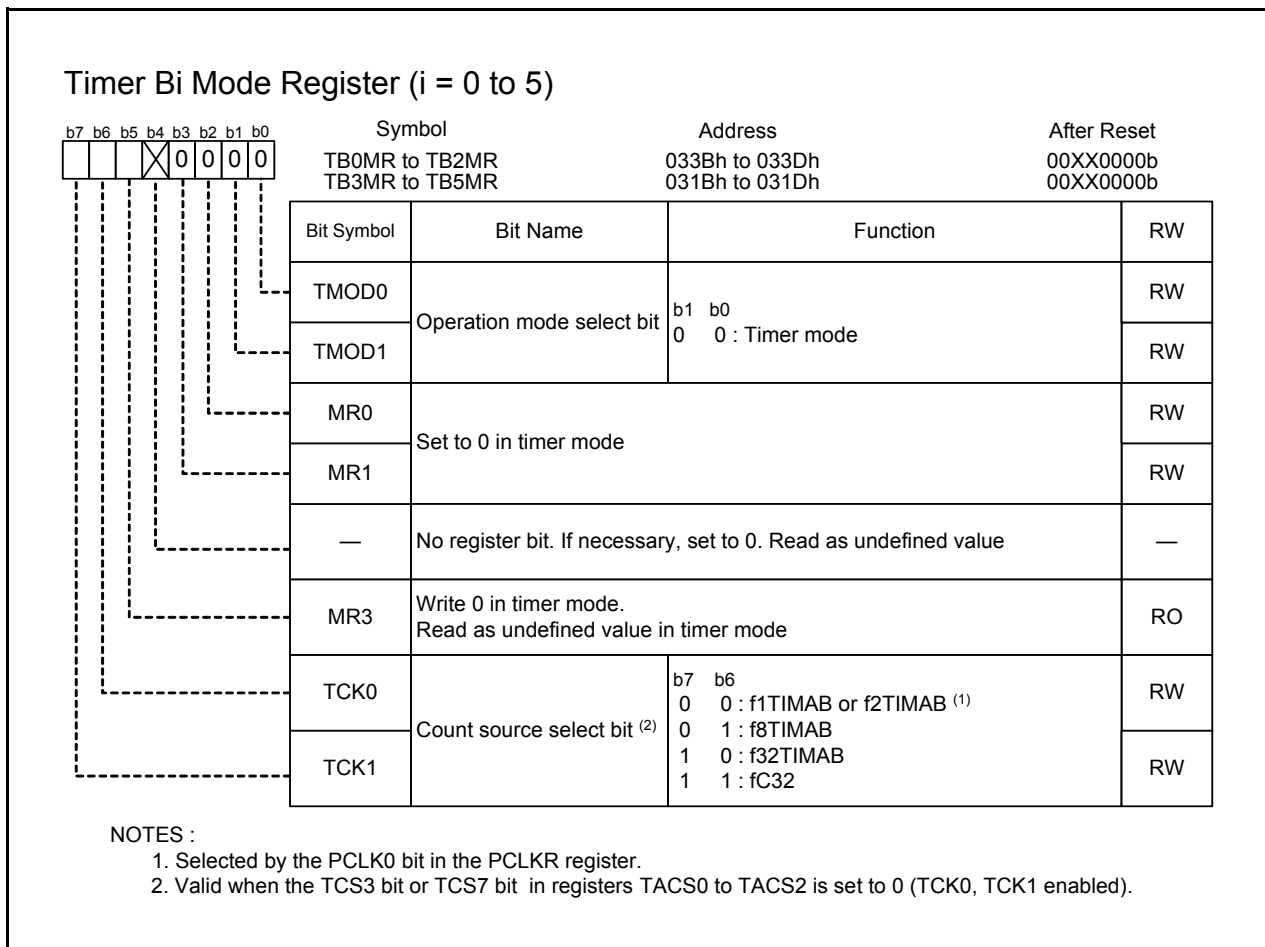 Timer Bi Mode Register (i = 0 to 5)
b7 b6 b5 b4 b3 b2 b1 b0
0 0 0 0
Symbol Address After Reset
TB0MR to TB2MR 033Bh to 033Dh 00XX0000b
TB3MR to TB5MR 031Bh to 031Dh 00XX0000b
Bit Symbol Bit Name Function RW
TMOD0 RW
Operation mode select bit
b1 b0
0 0 : Timer mode
TMOD1 RW
MR0 RW
Set to 0 in timer mode
MR1 RW
— No register bit. If necessary, set to 0. Read as undefined value —
MR3 RO
Write 0 in timer mode.
Read as undefined value in timer mode
TCK0 RW
Count source select bit (2)
b7 b6
0 0 : f1TIMAB or f2TIMAB (1)
0 1 : f8TIMAB
1 0 : f32TIMAB
1 1 : fC32
TCK1 RW
NOTES :
1. Selected by the PCLK0 bit in the PCLKR register.
2. Valid when the TCS3 bit or TCS7 bit in registers TACS0 to TACS2 is set to 0 (TCK0, TCK1 enabled).